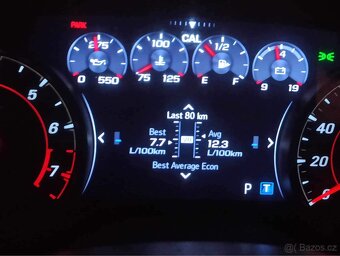 PARK
275
0 550
100
CAL
75 125
1/2
E F
4
9 19
5
6
7
Last 80 km
Best
7.7
L/100km
Avg
12.3
L/100km
Best Average Econ
P T
40
20
0
© Bazos.cz